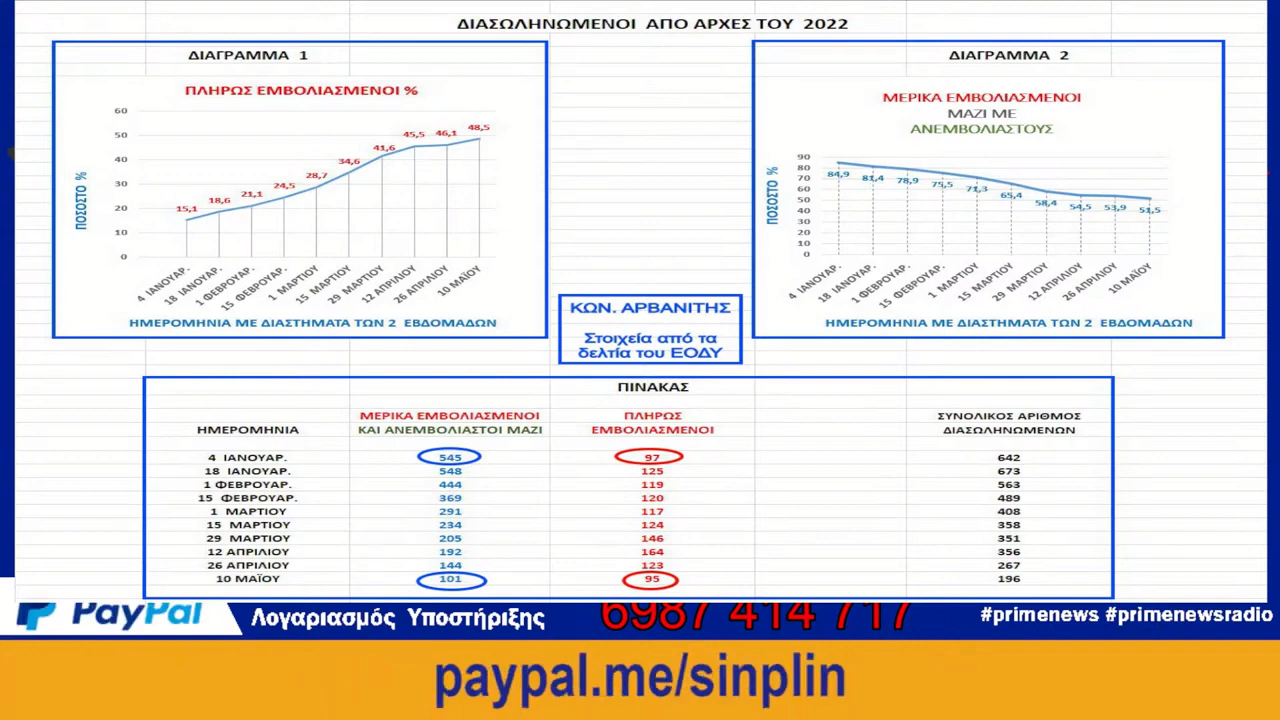 ΔΙΑΣΩΛΗΝΩΜΕΝΟΙ ΑΠΟ ΑΡΧΕΣ ΤΟΥ 2022
ΔΙΑΓΡΑΜΜΑ 1
ΠΛΗΡΩΣ ΕΜΒΟΛΙΑΣΜΕΝΟΙ %
ΠΟΣΟΣΤΟ %
60
50
40
30
20
10
0
15,1
18,6
21,1
24,5
28,7
34,6
41,6
45,5
46,1
48,5
4 ΙΑΝΟΥΑΡ.
18 ΙΑΝΟΥΑΡ.
1 ΦΕΒΡΟΥΑΡ.
15 ΦΕΒΡΟΥΑΡ.
1 ΜΑΡΤΙΟΥ
15 ΜΑΡΤΙΟΥ
29 ΜΑΡΤΙΟΥ
12 ΑΠΡΙΛΙΟΥ
26 ΑΠΡΙΛΙΟΥ
10 ΜΑΪΟΥ
ΗΜΕΡΟΜΗΝΙΑ ΜΕ ΔΙΑΣΤΗΜΑΤΑ ΤΩΝ 2 ΕΒΔΟΜΑΔΩΝ
ΚΩΝ. ΑΡΒΑΝΙΤΗΣ
Στοιχεία από τα
δελτία του ΕΟΔΥ
ΔΙΑΓΡΑΜΜΑ 2
ΜΕΡΙΚΑ ΕΜΒΟΛΙΑΣΜΕΝΟΙ
ΜΑΖΙ ΜΕ
ΑΝΕΜΒΟΛΙΑΣΤΟΥΣ
ΠΟΣΟΣΤΟ %
90
80
70
60
50
40
30
20
10
0
84,9
81,4
78,9
75,5
71,3
65,4
58,4
54,5
53,9
51,5
4 ΙΑΝΟΥΑΡ.
18 ΙΑΝΟΥΑΡ.
1 ΦΕΒΡΟΥΑΡ.
15 ΦΕΒΡΟΥΑΡ.
1 ΜΑΡΤΙΟΥ
15 ΜΑΡΤΙΟΥ
29 ΜΑΡΤΙΟΥ
12 ΑΠΡΙΛΙΟΥ
26 ΑΠΡΙΛΙΟΥ
10 ΜΑΪΟΥ
ΗΜΕΡΟΜΗΝΙΑ ΜΕ ΔΙΑΣΤΗΜΑΤΑ ΤΩΝ 2 ΕΒΔΟΜΑΔΩΝ
ΠΙΝΑΚΑΣ
ΜΕΡΙΚΑ ΕΜΒΟΛΙΑΣΜΕΝΟΙ ΠΛΗΡΩΣ ΣΥΝΟΛΙΚΟΣ ΑΡΙΘΜΟΣ
ΗΜΕΡΟΜΗΝΙΑ ΚΑΙ ΑΝΕΜΒΟΛΙΑΣΤΟΙ ΜΑΖΙ ΕΜΒΟΛΙΑΣΜΕΝΟΙ ΔΙΑΣΩΛΗΝΩΜΕΝΩΝ
4 ΙΑΝΟΥΑΡ. 545 97 642
18 ΙΑΝΟΥΑΡ. 548 125 673
1 ΦΕΒΡΟΥΑΡ. 444 119 563
15 ΦΕΒΡΟΥΑΡ. 369 120 489
1 ΜΑΡΤΙΟΥ 291 117 408
15 ΜΑΡΤΙΟΥ 234 124 358
29 ΜΑΡΤΙΟΥ 205 146 351
12 ΑΠΡΙΛΙΟΥ 192 164 356
26 ΑΠΡΙΛΙΟΥ 144 123 267
10 ΜΑΪΟΥ 101 95 196
PayPal Λογαριασμός Υποστήριξης 6987 414 717 #primenews #primenewsradio
paypal.me/sinplin